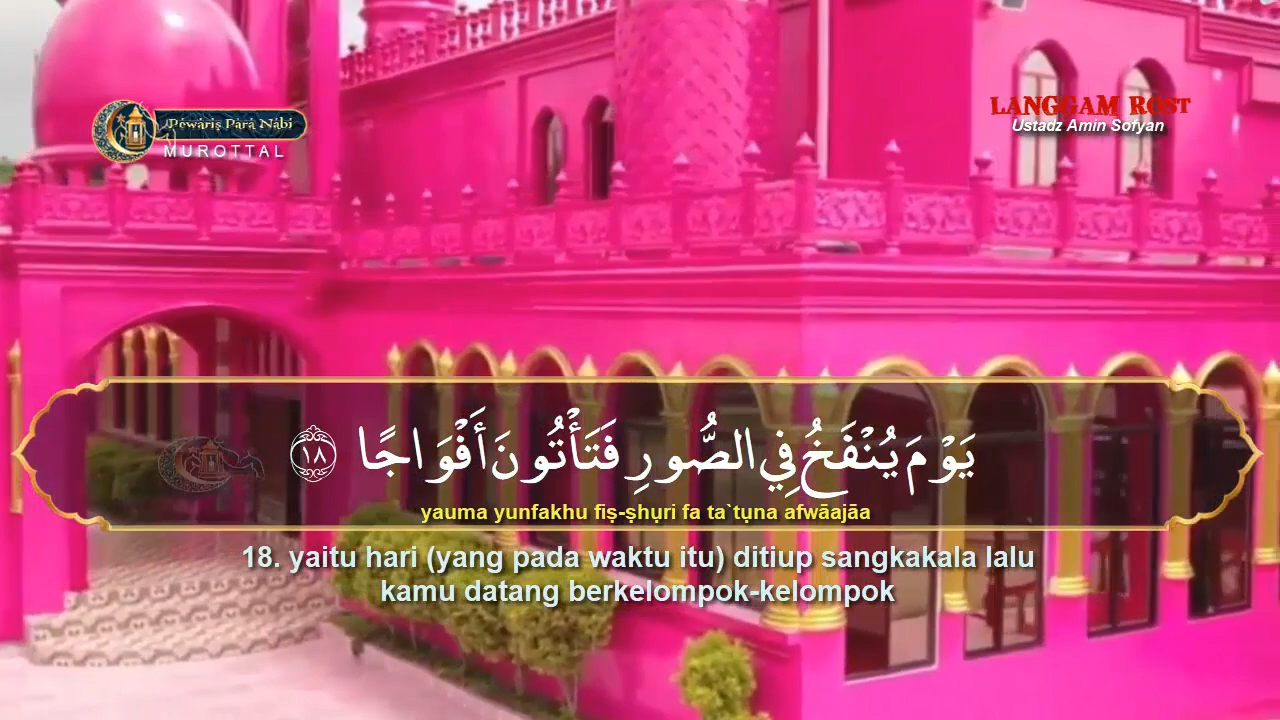 Pewaris Para Nabi
MUROTTAL
LANGGAM ROST
Ustadz Amin Sofyan
يَوْمَ يُنْفَخُ فِي الصُّورِ فَتَأْتُونَ أَفْوَاجًا ١٨
yauma yunfakhu fiṣ-ṣhụri fa ta`tụna afwāajāa
18. yaitu hari (yang pada waktu itu) ditiup sangkakala lalu
kamu datang berkelompok-kelompok